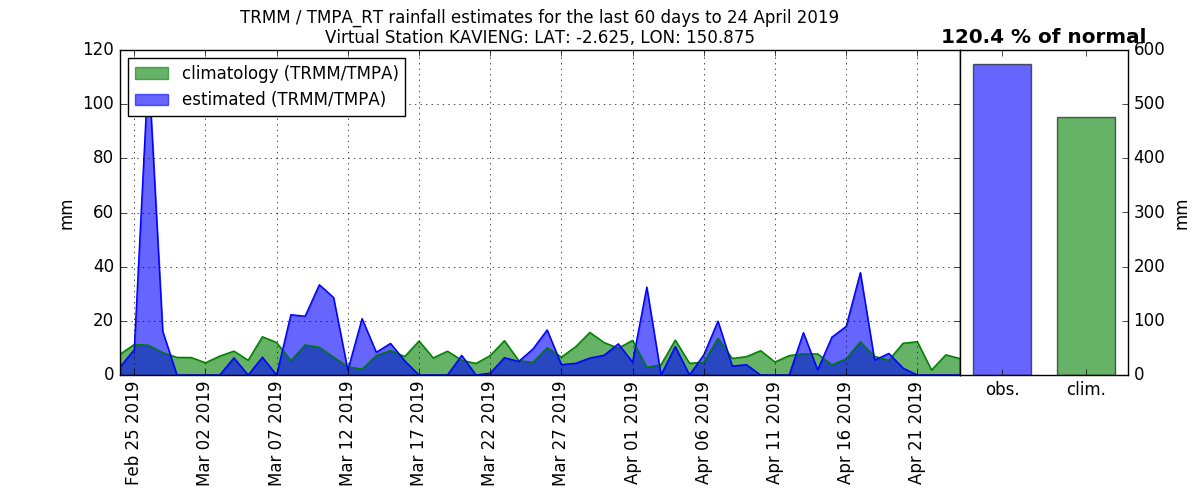 TRMM / TMPA_RT rainfall estimates for the last 60 days to 24 April 2019
Virtual Station KAVIENG: LAT: -2.625, LON: 150.875
120.4 % of normal
climatology (TRMM/TMPA)
estimated (TRMM/TMPA)
120
100
80
60
40
20
0
mm
Feb 25 2019
Mar 02 2019
Mar 07 2019
Mar 12 2019
Mar 17 2019
Mar 22 2019
Mar 27 2019
Apr 01 2019
Apr 06 2019
Apr 11 2019
Apr 16 2019
Apr 21 2019
obs.
clim.
600
500
400
300
200
100
0
mm